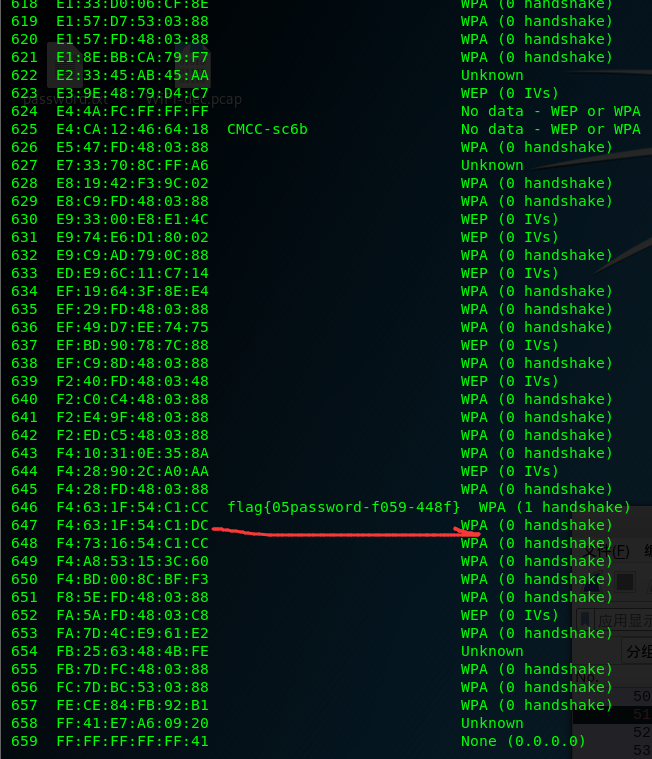 618 E1:33:D0:06:CF:8E WPA (0 handshake)
619 E1:57:D7:53:03:88 WPA (0 handshake)
620 E1:57:FD:48:03:88 WPA (0 handshake)
621 E1:8E:BB:CA:79:F7 WPA (0 handshake)
622 E2:33:45:AB:45:AA Unknown
623 E3:9E:48:79:D4:C7 WEP (0 IVs)
624 E4:4A:FC:FF:FF:FF No data - WEP or WPA
625 E4:CA:12:46:64:18 CMCC-sc6b No data - WEP or WPA
626 E5:47:FD:48:03:88 WPA (0 handshake)
627 E7:33:70:8C:FF:A6 Unknown
628 E8:19:42:F3:9C:02 WPA (0 handshake)
629 E8:C9:FD:48:03:88 WPA (0 handshake)
630 E9:33:00:E8:E1:4C WEP (0 IVs)
631 E9:74:E6:D1:80:02 WEP (0 IVs)
632 E9:C9:AD:79:0C:88 WPA (0 handshake)
633 ED:E9:6C:11:C7:14 WEP (0 IVs)
634 EF:19:64:3F:8E:E4 WPA (0 handshake)
635 EF:29:FD:48:03:88 WPA (0 handshake)
636 EF:49:D7:EE:74:75 WPA (0 handshake)
637 EF:BD:90:78:7C:88 WEP (0 IVs)
638 EF:C9:8D:48:03:88 WPA (0 handshake)
639 F2:40:FD:48:03:48 WEP (0 IVs)
640 F2:C0:C4:48:03:88 WPA (0 handshake)
641 F2:E4:9F:48:03:88 WPA (0 handshake)
642 F2:ED:C5:48:03:88 WPA (0 handshake)
643 F4:10:31:0E:35:8A WPA (0 handshake)
644 F4:28:90:2C:A0:AA WEP (0 IVs)
645 F4:28:FD:48:03:88 WPA (0 handshake)
646 F4:63:1F:54:C1:CC flag{05password-f059-448f} WPA (1 handshake)
647 F4:63:1F:54:C1:DC WPA (0 handshake)
648 F4:73:16:54:C1:CC WPA (0 handshake)
649 F4:A8:53:15:3C:60 WPA (0 handshake)
650 F4:BD:00:8C:BF:F3 WPA (0 handshake)
651 F8:5E:FD:48:03:88 WPA (0 handshake)
652 FA:5A:FD:48:03:C8 WEP (0 IVs)
653 FA:7D:4C:E9:61:E2 WPA (0 handshake)
654 FB:25:63:48:4B:FE Unknown
655 FB:7D:FC:48:03:88 WPA (0 handshake)
656 FC:7D:BC:53:03:88 WPA (0 handshake)
657 FE:CE:84:FB:92:B1 WPA (0 handshake)
658 FF:41:E7:A6:09:20 Unknown
659 FF:FF:FF:FF:FF:41 None (0.0.0.0)
文件(F)
应用显示
分组
No.
50
51
52
53